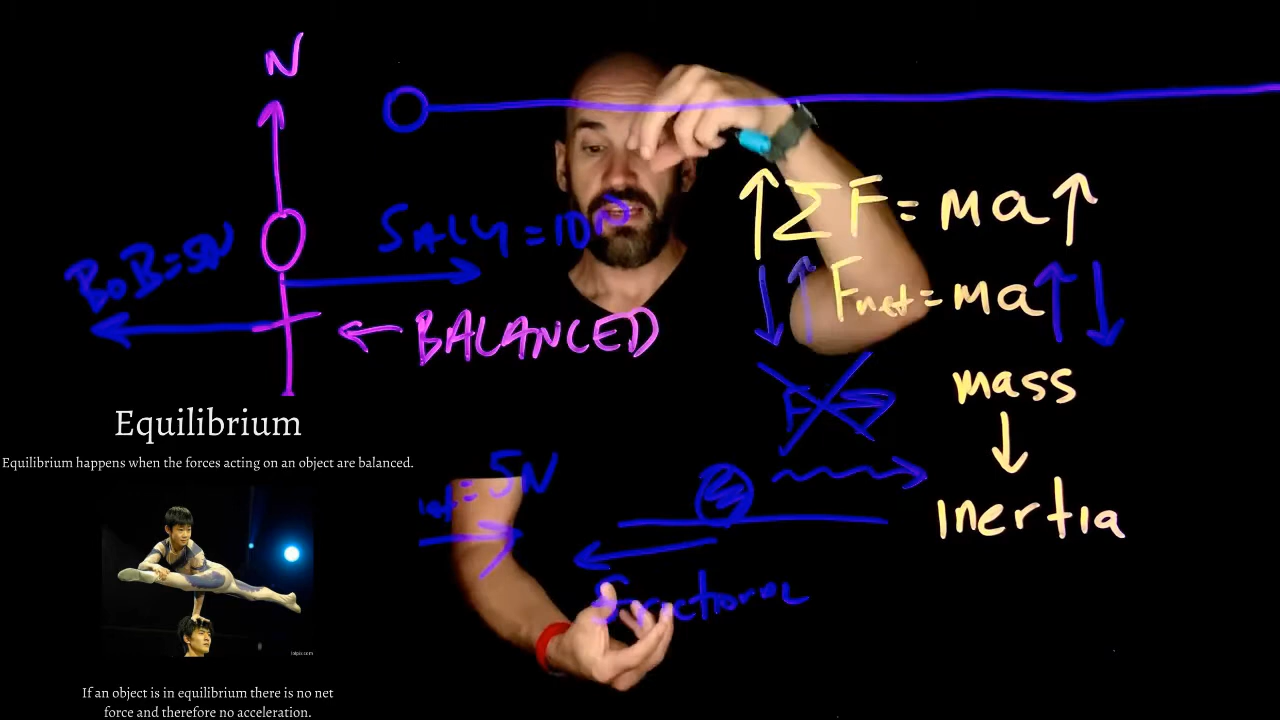 N
BOB=5N
SALLY=10N
← BALANCED
↑ΣF=ma↑
↓↑Fnet=ma↑↓
mass
↓
inertia
Equilibrium
Equilibrium happens when the forces acting on an object are balanced.
=5N
frictional
If an object is in equilibrium there is no net
force and therefore no acceleration.